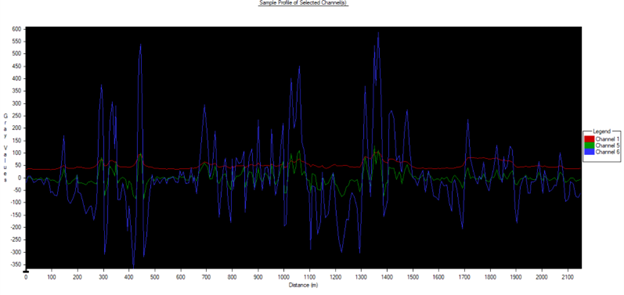 Sample Profile of Selected Channel(s)
600
550
500
450
400
350
300
250
200
150
100
50
0
-50
-100
-150
-200
-250
-300
-350
Gray Values
0 100 200 300 400 500 600 700 800 900 1000 1100 1200 1300 1400 1500 1600 1700 1800 1900 2000 2100
Distance (m)
Legend
Channel 1
Channel 5
Channel 6